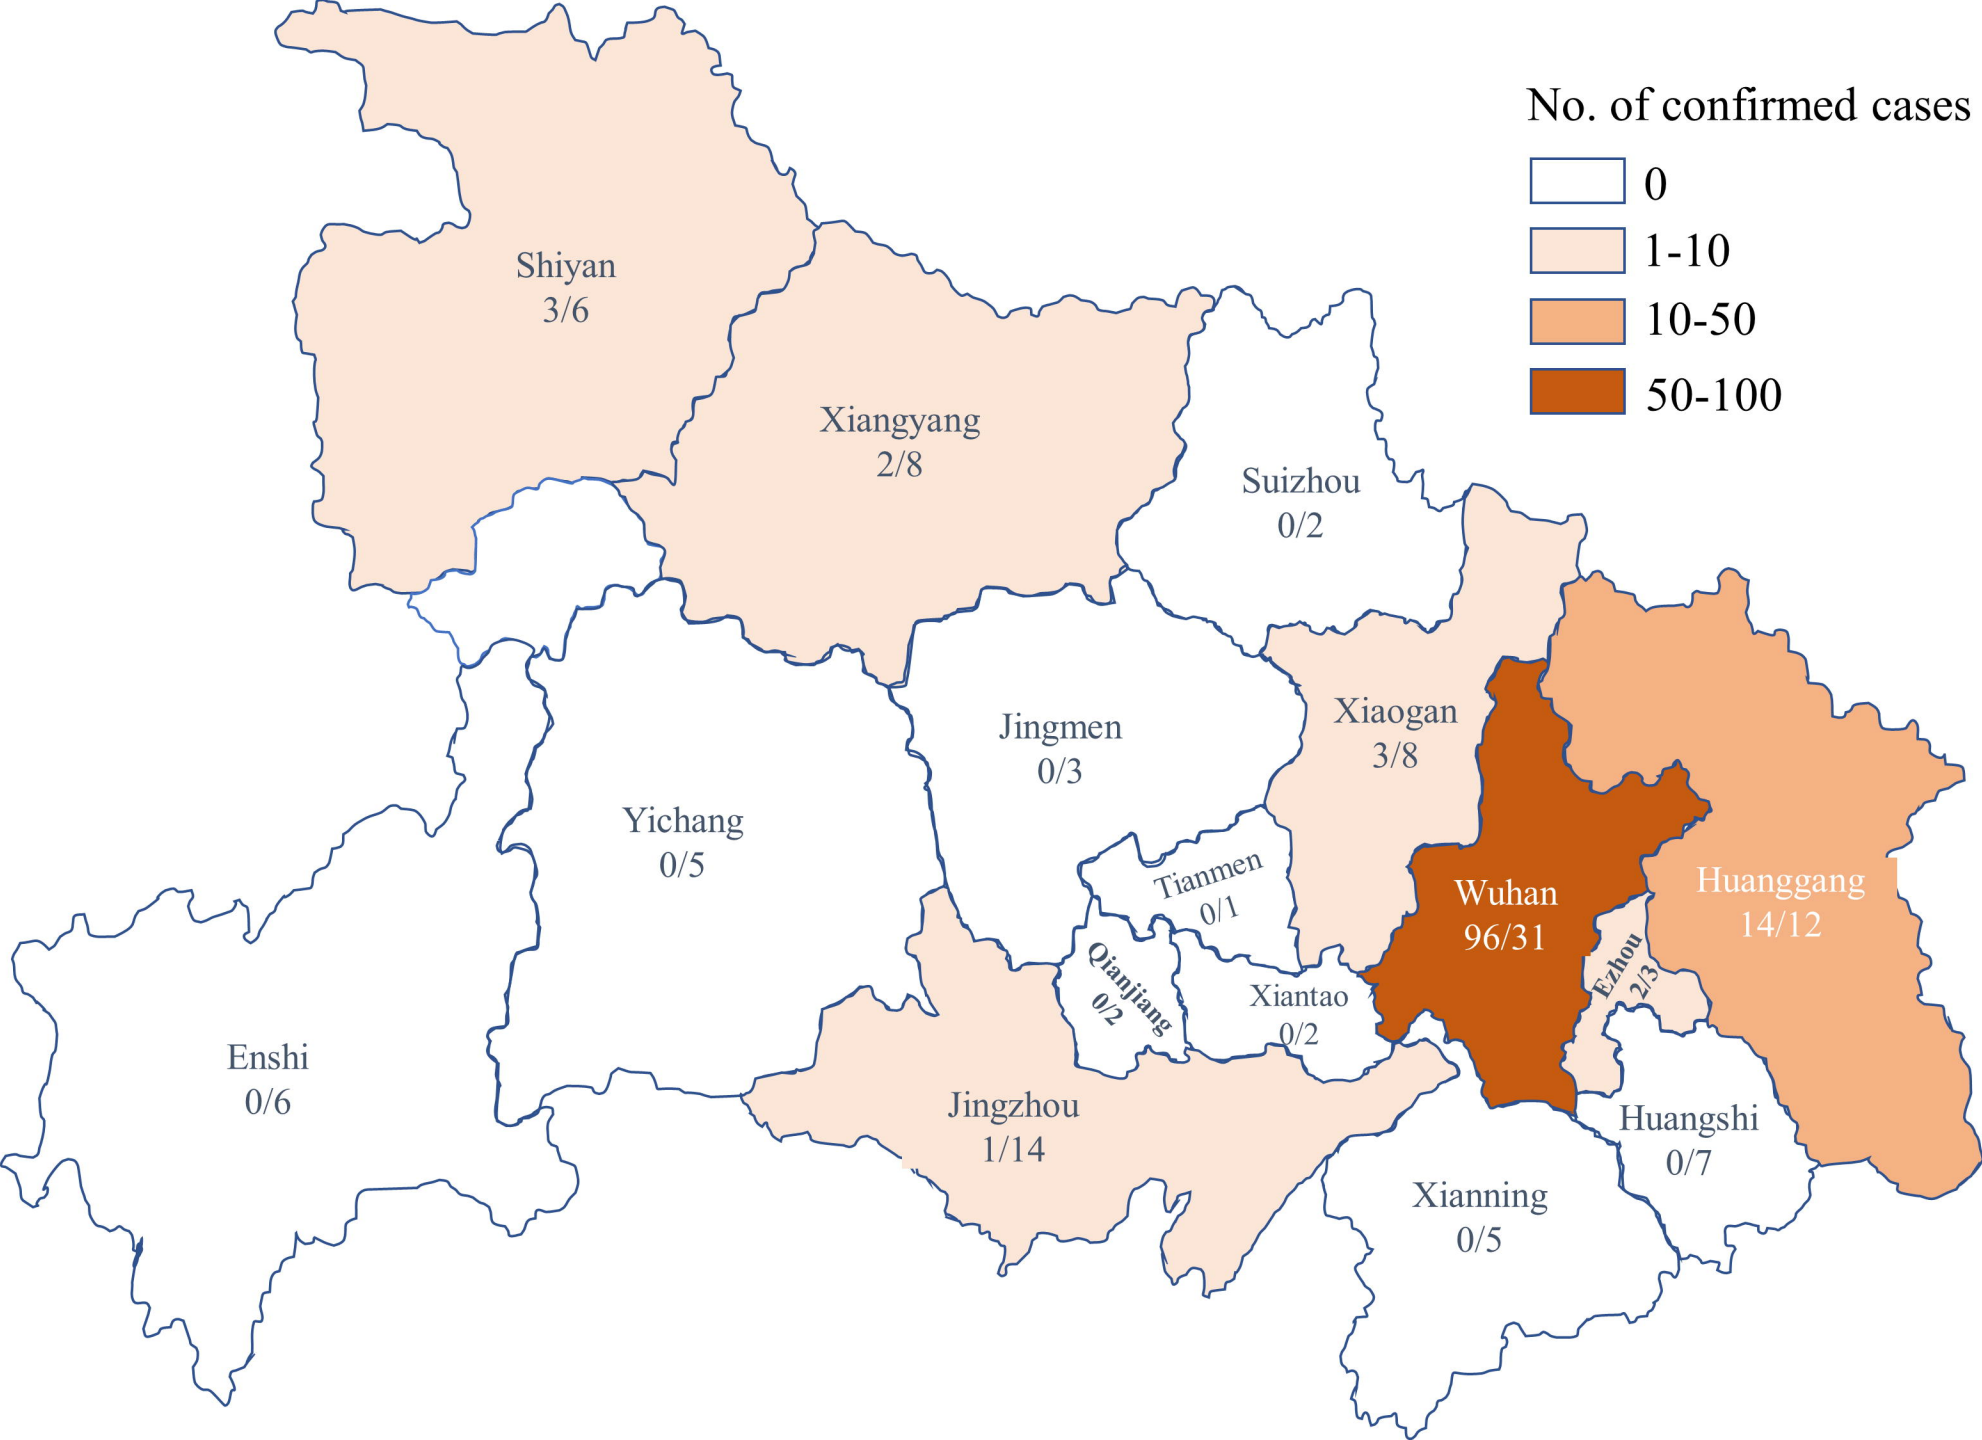 No. of confirmed cases
0
1-10
10-50
50-100
Shiyan
3/6
Xiangyang
2/8
Suizhou
0/2
Xiaogan
3/8
Jingmen
0/3
Yichang
0/5
Tianmen
0/1
Wuhan
96/31
Huanggang
14/12
Ezhou
2/3
Qianjiang
0/2
Xiantao
0/2
Enshi
0/6
Jingzhou
1/14
Huangshi
0/7
Xianning
0/5